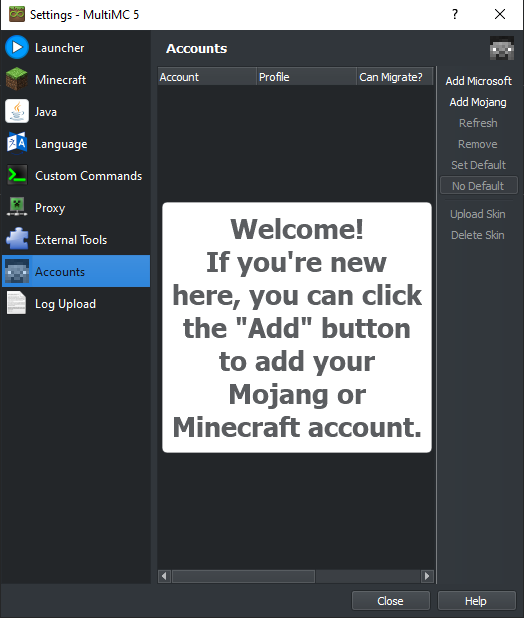 Settings - MultiMC 5
?
Launcher
Minecraft
Java
Language
Custom Commands
Proxy
External Tools
Accounts
Log Upload
Accounts
Account Profile Can Migrate?
Welcome!
If you're new
here, you can click
the "Add" button
to add your
Mojang or
Minecraft account.
Add Microsoft
Add Mojang
Refresh
Remove
Set Default
No Default
Upload Skin
Delete Skin
Close Help